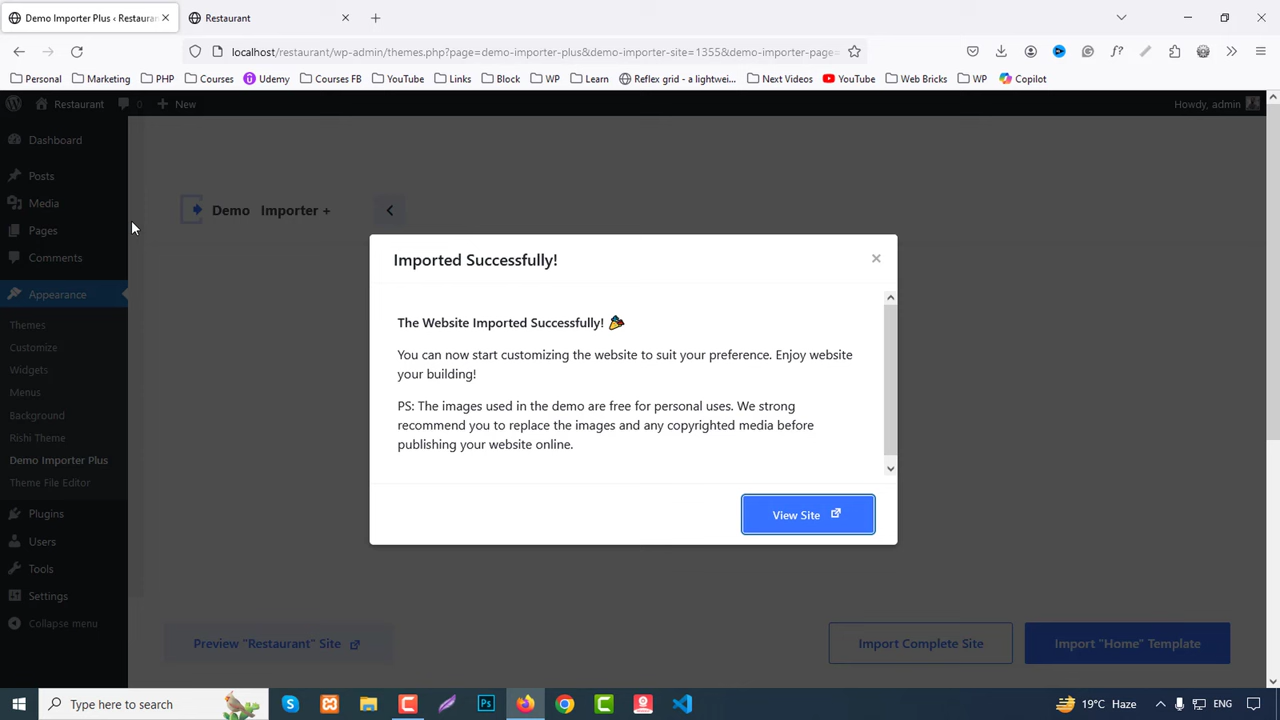 Demo Importer Plus ‹ Restaurar
Restaurant
localhost/restaurant/wp-admin/themes.php?page=demo-importer-plus&demo-importer-site=1355&demo-importer-page=
Personal Marketing PHP Courses Udemy Courses FB YouTube Links Block WP Learn Reflex grid - a lightwei... Next Videos YouTube Web Bricks WP Copilot
Restaurant 0 New Howdy, admin
Dashboard
Posts
Media
Pages
Comments
Appearance
Themes
Customize
Widgets
Menus
Background
Rishi Theme
Demo Importer Plus
Theme File Editor
Plugins
Users
Tools
Settings
Collapse menu
Demo Importer +
Imported Successfully!
The Website Imported Successfully! 🎉
You can now start customizing the website to suit your preference. Enjoy website
your building!
PS: The images used in the demo are free for personal uses. We strong
recommend you to replace the images and any copyrighted media before
publishing your website online.
View Site
Preview "Restaurant" Site
Import Complete Site
Import "Home" Template
Type here to search
19°C Haze
ENG